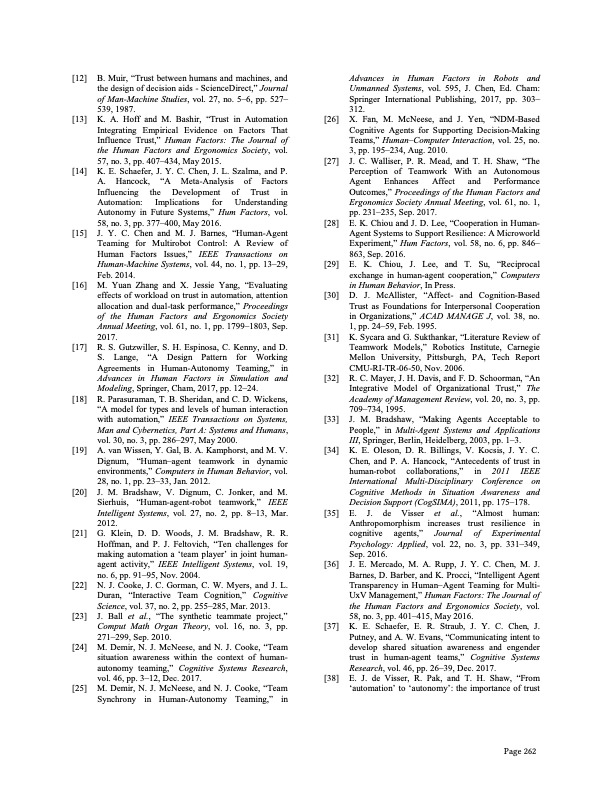 [12] B. Muir, “Trust between humans and machines, and
the design of decision aids - ScienceDirect,” Journal
of Man-Machine Studies, vol. 27, no. 5–6, pp. 527–
539, 1987.
[13] K. A. Hoff and M. Bashir, “Trust in Automation
Integrating Empirical Evidence on Factors That
Influence Trust,” Human Factors: The Journal of
the Human Factors and Ergonomics Society, vol.
57, no. 3, pp. 407–434, May 2015.
[14] K. E. Schaefer, J. Y. C. Chen, J. L. Szalma, and P.
A. Hancock, “A Meta-Analysis of Factors
Influencing the Development of Trust in
Automation: Implications for Understanding
Autonomy in Future Systems,” Hum Factors, vol.
58, no. 3, pp. 377–400, May 2016.
[15] J. Y. C. Chen and M. J. Barnes, “Human-Agent
Teaming for Multirobot Control: A Review of
Human Factors Issues,” IEEE Transactions on
Human-Machine Systems, vol. 44, no. 1, pp. 13–29,
Feb. 2014.
[16] M. Yuan Zhang and X. Jessie Yang, “Evaluating
effects of workload on trust in automation, attention
allocation and dual-task performance,” Proceedings
of the Human Factors and Ergonomics Society
Annual Meeting, vol. 61, no. 1, pp. 1799–1803, Sep.
2017.
[17] R. S. Gutzwiller, S. H. Espinosa, C. Kenny, and D.
S. Lange, “A Design Pattern for Working
Agreements in Human-Autonomy Teaming,” in
Advances in Human Factors in Simulation and
Modeling, Springer, Cham, 2017, pp. 12–24.
[18] R. Parasuraman, T. B. Sheridan, and C. D. Wickens,
“A model for types and levels of human interaction
with automation,” IEEE Transactions on Systems,
Man and Cybernetics, Part A: Systems and Humans,
vol. 30, no. 3, pp. 286–297, May 2000.
[19] A. van Wissen, Y. Gal, B. A. Kamphorst, and M. V.
Dignum, “Human–agent teamwork in dynamic
environments,” Computers in Human Behavior, vol.
28, no. 1, pp. 23–33, Jan. 2012.
[20] J. M. Bradshaw, V. Dignum, C. Jonker, and M.
Sierhuis, “Human-agent-robot teamwork,” IEEE
Intelligent Systems, vol. 27, no. 2, pp. 8–13, Mar.
2012.
[21] G. Klein, D. D. Woods, J. M. Bradshaw, R. R.
Hoffman, and P. J. Feltovich, “Ten challenges for
making automation a ‘team player’ in joint human-
agent activity,” IEEE Intelligent Systems, vol. 19,
no. 6, pp. 91–95, Nov. 2004.
[22] N. J. Cooke, J. C. Gorman, C. W. Myers, and J. L.
Duran, “Interactive Team Cognition,” Cognitive
Science, vol. 37, no. 2, pp. 255–285, Mar. 2013.
[23] J. Ball et al., “The synthetic teammate project,”
Comput Math Organ Theory, vol. 16, no. 3, pp.
271–299, Sep. 2010.
[24] M. Demir, N. J. McNeese, and N. J. Cooke, “Team
situation awareness within the context of human-
autonomy teaming,” Cognitive Systems Research,
vol. 46, pp. 3–12, Dec. 2017.
[25] M. Demir, N. J. McNeese, and N. J. Cooke, “Team
Synchrony in Human-Autonomy Teaming,” in
Advances in Human Factors in Robots and
Unmanned Systems, vol. 595, J. Chen, Ed. Cham:
Springer International Publishing, 2017, pp. 303–
312.
[26] X. Fan, M. McNeese, and J. Yen, “NDM-Based
Cognitive Agents for Supporting Decision-Making
Teams,” Human–Computer Interaction, vol. 25, no.
3, pp. 195–234, Aug. 2010.
[27] J. C. Walliser, P. R. Mead, and T. H. Shaw, “The
Perception of Teamwork With an Autonomous
Agent Enhances Affect and Performance
Outcomes,” Proceedings of the Human Factors and
Ergonomics Society Annual Meeting, vol. 61, no. 1,
pp. 231–235, Sep. 2017.
[28] E. K. Chiou and J. D. Lee, “Cooperation in Human-
Agent Systems to Support Resilience: A Microworld
Experiment,” Hum Factors, vol. 58, no. 6, pp. 846–
863, Sep. 2016.
[29] E. K. Chiou, J. Lee, and T. Su, “Reciprocal
exchange in human-agent cooperation,” Computers
in Human Behavior, In Press.
[30] D. J. McAllister, “Affect- and Cognition-Based
Trust as Foundations for Interpersonal Cooperation
in Organizations,” ACAD MANAGE J, vol. 38, no.
1, pp. 24–59, Feb. 1995.
[31] K. Sycara and G. Sukthankar, “Literature Review of
Teamwork Models,” Robotics Institute, Carnegie
Mellon University, Pittsburgh, PA, Tech Report
CMU-RI-TR-06-50, Nov. 2006.
[32] R. C. Mayer, J. H. Davis, and F. D. Schoorman, “An
Integrative Model of Organizational Trust,” The
Academy of Management Review, vol. 20, no. 3, pp.
709–734, 1995.
[33] J. M. Bradshaw, “Making Agents Acceptable to
People,” in Multi-Agent Systems and Applications
III, Springer, Berlin, Heidelberg, 2003, pp. 1–3.
[34] K. E. Oleson, D. R. Billings, V. Kocsis, J. Y. C.
Chen, and P. A. Hancock, “Antecedents of trust in
human-robot collaborations,” in 2011 IEEE
International Multi-Disciplinary Conference on
Cognitive Methods in Situation Awareness and
Decision Support (CogSIMA), 2011, pp. 175–178.
[35] E. J. de Visser et al., “Almost human:
Anthropomorphism increases trust resilience in
cognitive agents,” Journal of Experimental
Psychology: Applied, vol. 22, no. 3, pp. 331–349,
Sep. 2016.
[36] J. E. Mercado, M. A. Rupp, J. Y. C. Chen, M. J.
Barnes, D. Barber, and K. Procci, “Intelligent Agent
Transparency in Human–Agent Teaming for Multi-
UxV Management,” Human Factors: The Journal of
the Human Factors and Ergonomics Society, vol.
58, no. 3, pp. 401–415, May 2016.
[37] K. E. Schaefer, E. R. Straub, J. Y. C. Chen, J.
Putney, and A. W. Evans, “Communicating intent to
develop shared situation awareness and engender
trust in human-agent teams,” Cognitive Systems
Research, vol. 46, pp. 26–39, Dec. 2017.
[38] E. J. de Visser, R. Pak, and T. H. Shaw, “From
‘automation’ to ‘autonomy’: the importance of trust
Page 262